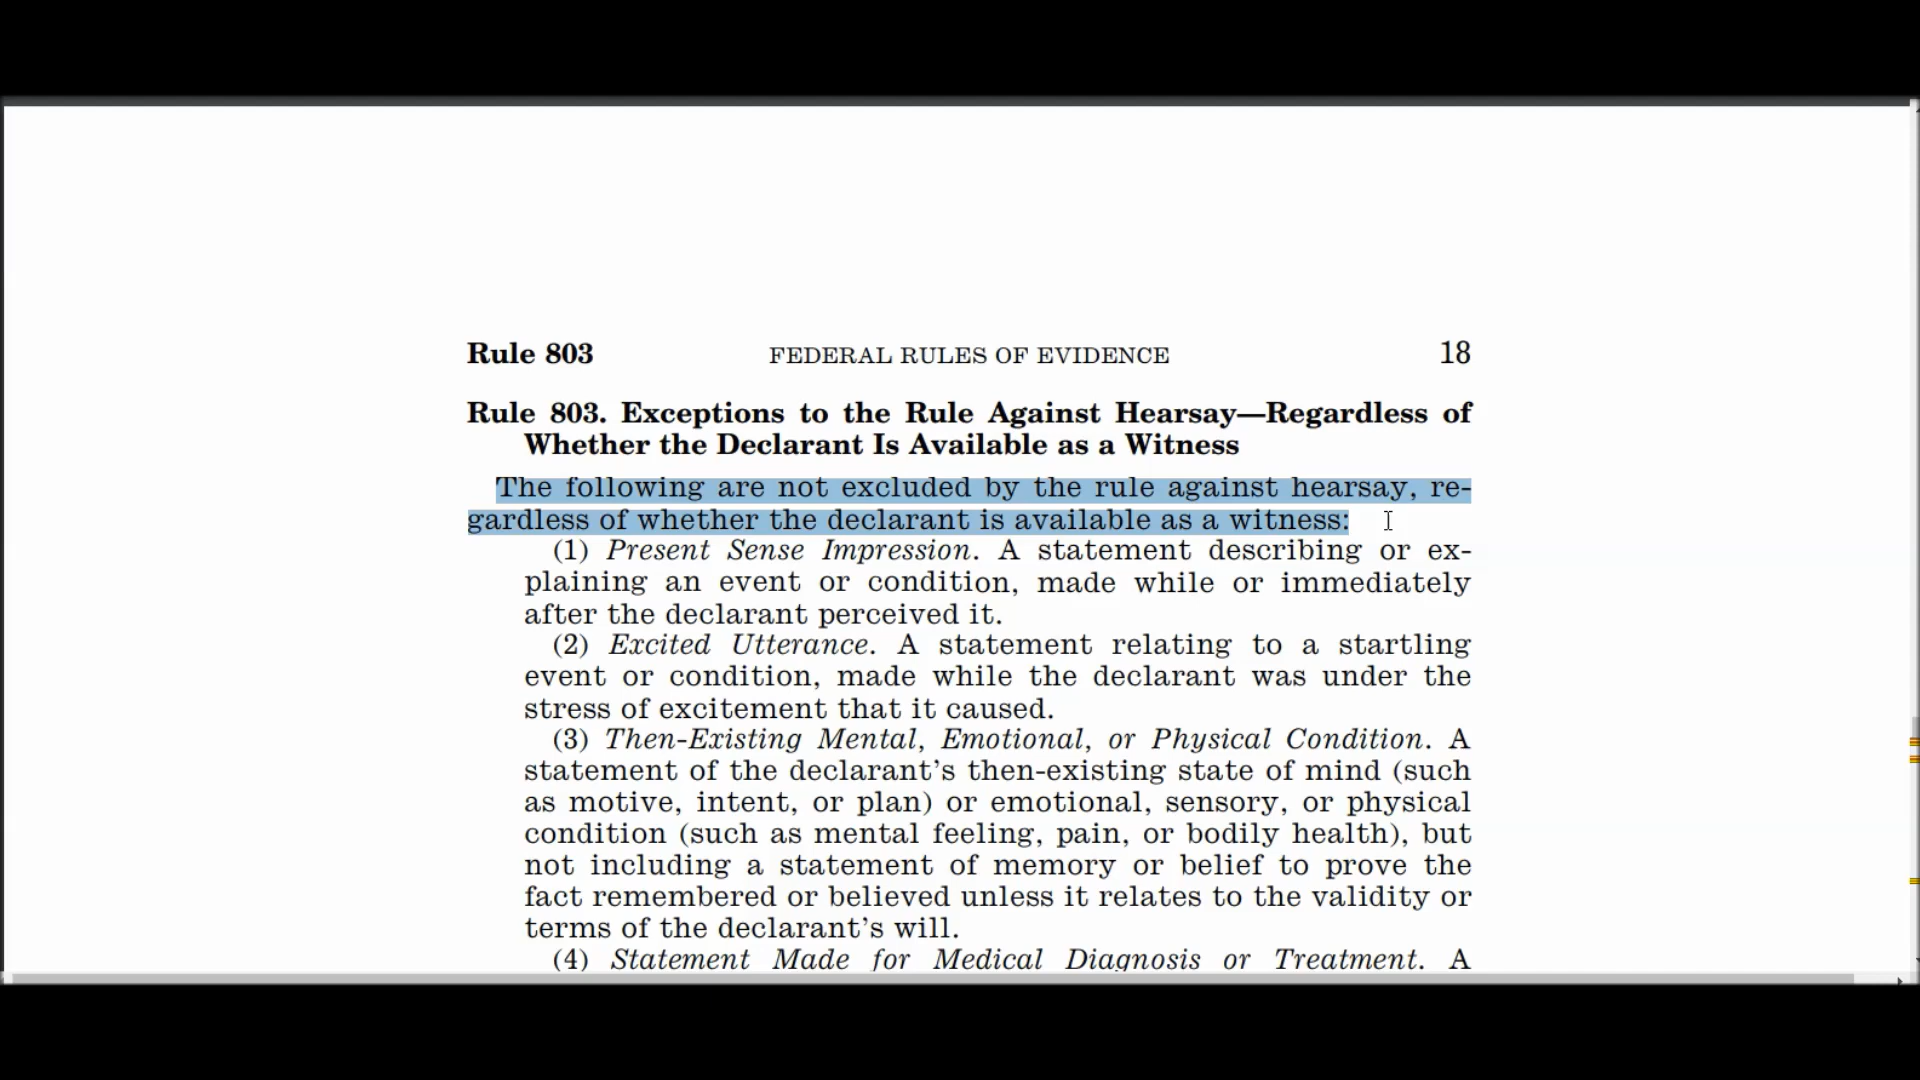 Rule 803 FEDERAL RULES OF EVIDENCE 18
Rule 803. Exceptions to the Rule Against Hearsay—Regardless of
Whether the Declarant Is Available as a Witness
The following are not excluded by the rule against hearsay, re-
gardless of whether the declarant is available as a witness:
(1) Present Sense Impression. A statement describing or ex-
plaining an event or condition, made while or immediately
after the declarant perceived it.
(2) Excited Utterance. A statement relating to a startling
event or condition, made while the declarant was under the
stress of excitement that it caused.
(3) Then-Existing Mental, Emotional, or Physical Condition. A
statement of the declarant’s then-existing state of mind (such
as motive, intent, or plan) or emotional, sensory, or physical
condition (such as mental feeling, pain, or bodily health), but
not including a statement of memory or belief to prove the
fact remembered or believed unless it relates to the validity or
terms of the declarant’s will.
(4) Statement Made for Medical Diagnosis or Treatment. A